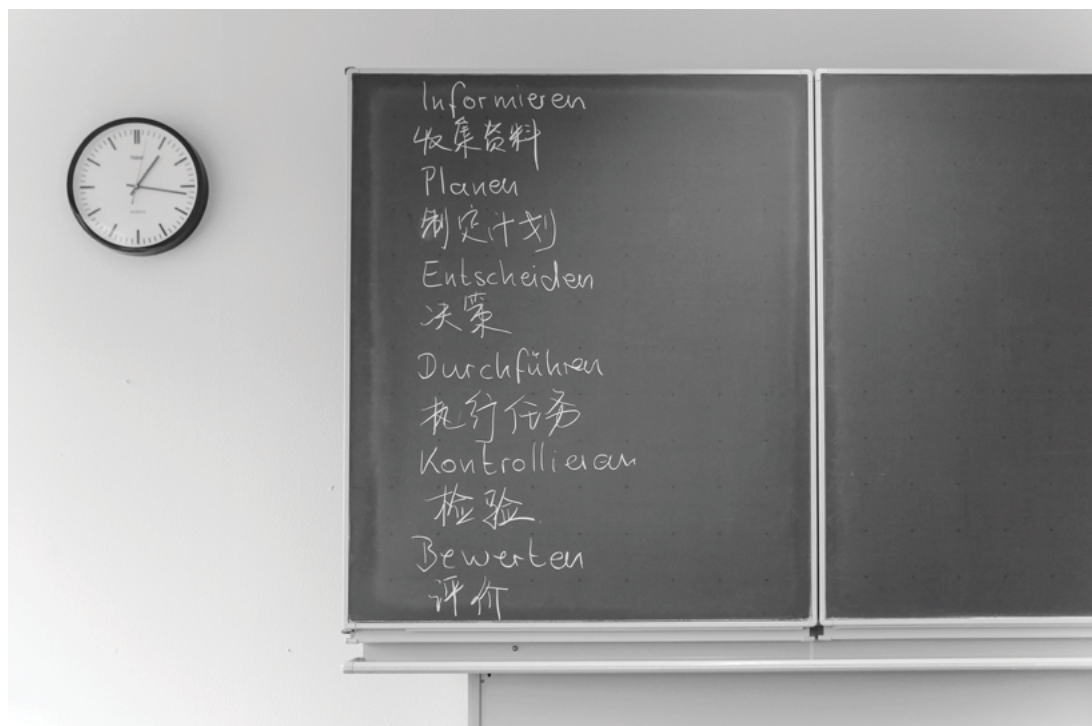 Informieren
收集资料
Planen
制定计划
Entscheiden
决策
Durchführen
执行任务
Kontrollieren
检验
Bewerten
评价